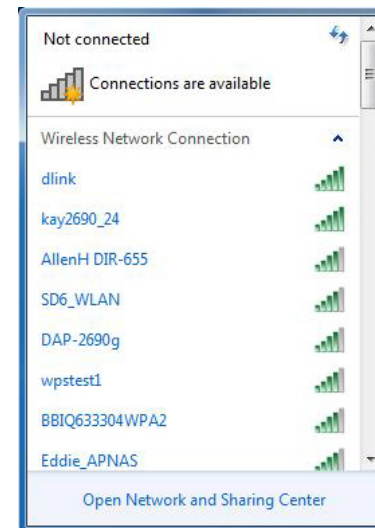 Not connected
Connections are available
Wireless Network Connection
dlink
kay2690_24
AllenH DIR-655
SD6_WLAN
DAP-2690g
wpstest1
BBIQ633304WPA2
Eddie_APNAS
Open Network and Sharing Center